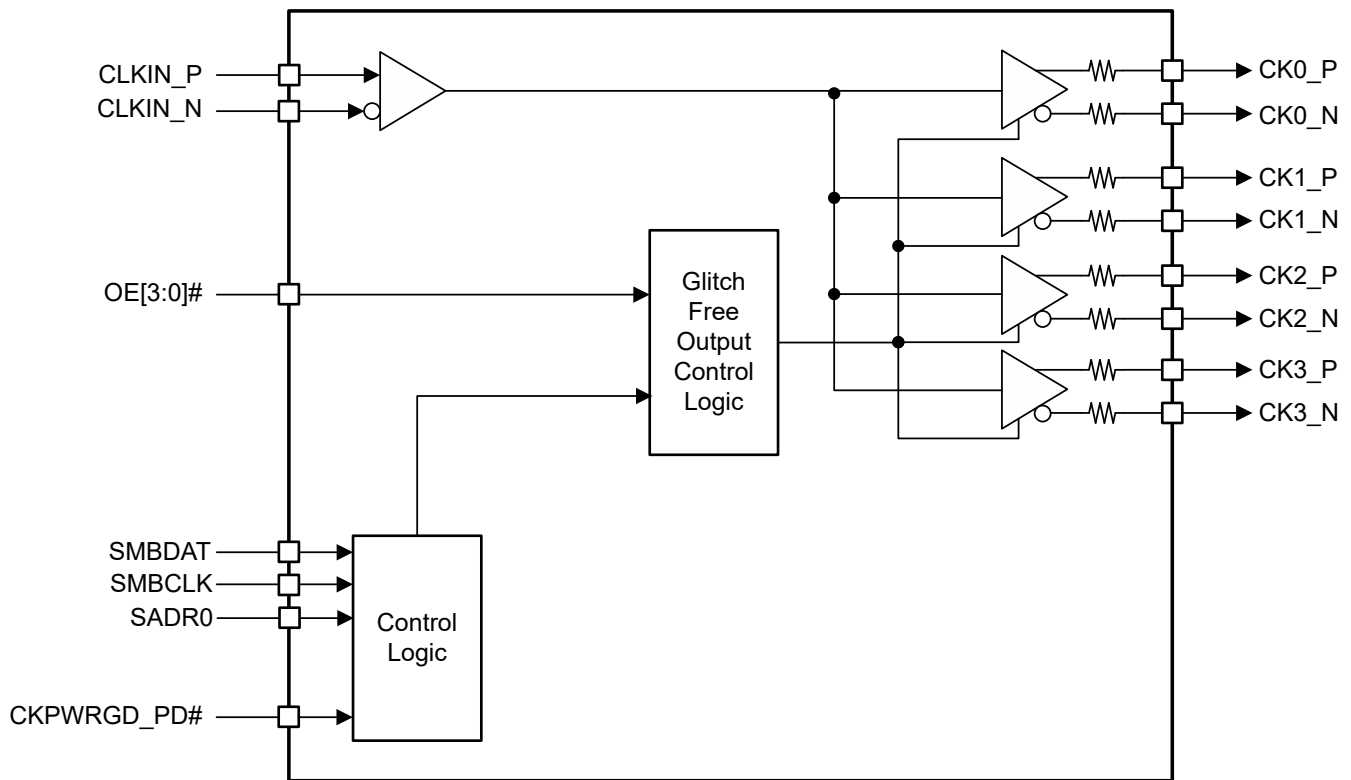 CLKIN_P
CLKIN_N
OE[3:0]#
SMBDAT
SMBCLK
SADR0
CKPWRGD_PD#
Control
Logic
Glitch
Free
Output
Control
Logic
CK0_P
CK0_N
CK1_P
CK1_N
CK2_P
CK2_N
CK3_P
CK3_N